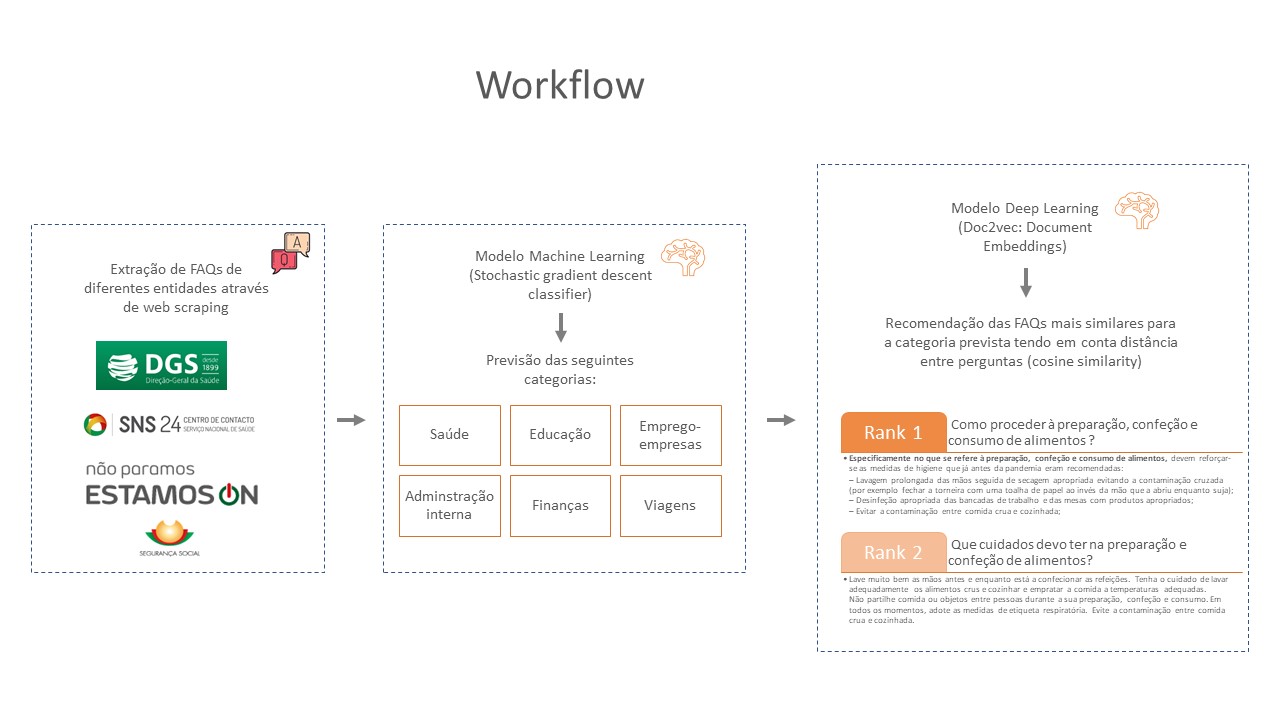 Workflow
A
Q
Extração de FAQs de
diferentes entidades através
de web scraping
DGS desde
1899
Direção-Geral da Saúde
SNS 24 CENTRO DE CONTACTO
SERVIÇO NACIONAL DE SAÚDE
não paramos
ESTAMOS ON
SEGURANÇA SOCIAL
Modelo Machine Learning
(Stochastic gradient descent
classifier)
Previsão das seguintes
categorias:
Saúde
Educação
Emprego-
empresas
Adminstração
interna
Finanças
Viagens
Modelo Deep Learning
(Doc2vec: Document
Embeddings)
Recomendação das FAQs mais similares para
a categoria prevista tendo em conta distância
entre perguntas (cosine similarity)
Rank 1
Como proceder à preparação, confeção e
consumo de alimentos ?
• Especificamente no que se refere à preparação, confeção e consumo de alimentos, devem reforçar-
se as medidas de higiene que já antes da pandemia eram recomendadas:
– Lavagem prolongada das mãos seguida de secagem apropriada evitando a contaminação cruzada
(por exemplo fechar a torneira com uma toalha de papel ao invés da mão que a abriu enquanto suja);
– Desinfeção apropriada das bancadas de trabalho e das mesas com produtos apropriados;
– Evitar a contaminação entre comida crua e cozinhada;
Rank 2
Que cuidados devo ter na preparação e
confeção de alimentos?
• Lave muito bem as mãos antes e enquanto está a confecionar as refeições. Tenha o cuidado de lavar
adequadamente os alimentos crus e cozinhar e empratar a comida a temperaturas adequadas.
Não partilhe comida ou objetos entre pessoas durante a sua preparação, confeção e consumo. Em
todos os momentos, adote as medidas de etiqueta respiratória. Evite a contaminação entre comida
crua e cozinhada.